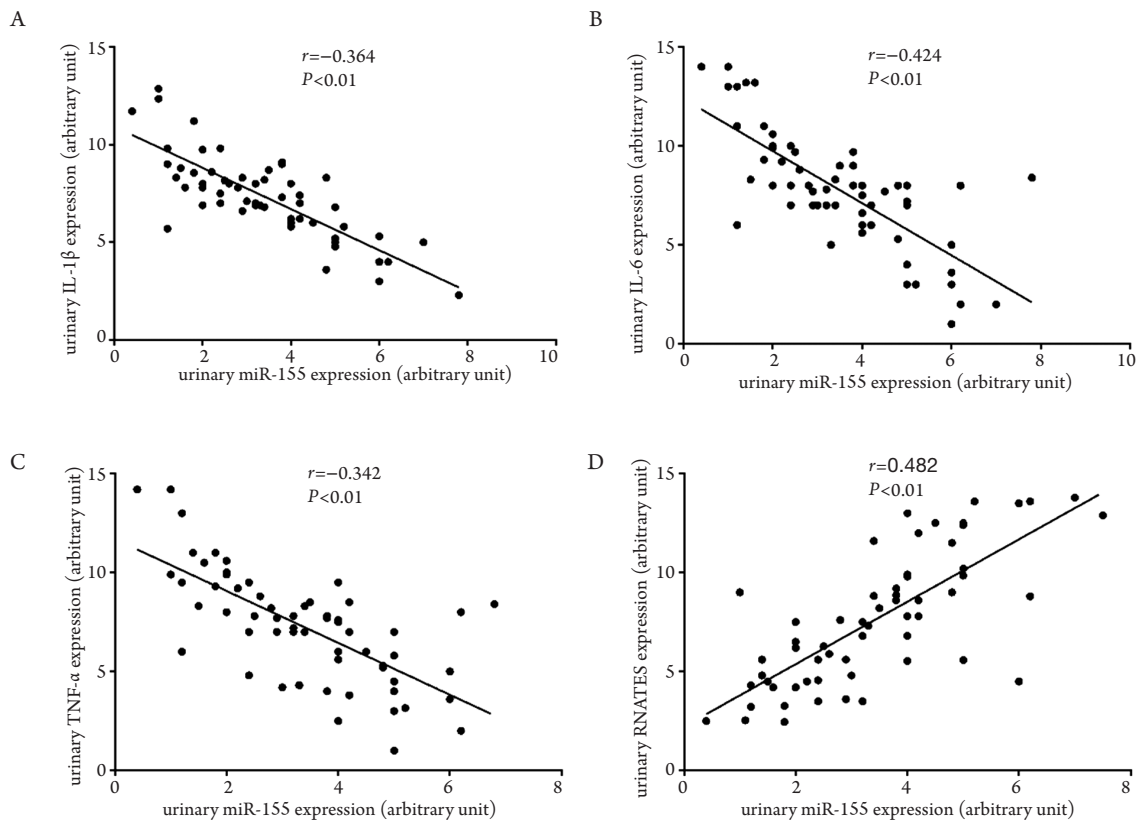 A
r=−0.364
P<0.01
urinary IL-1β expression (arbitrary unit)
15
10
5
0
0 2 4 6 8 10
urinary miR-155 expression (arbitrary unit)
B
r=−0.424
P<0.01
urinary IL-6 expression (arbitrary unit)
15
10
5
0
0 2 4 6 8 10
urinary miR-155 expression (arbitrary unit)
C
r=−0.342
P<0.01
urinary TNF-α expression (arbitrary unit)
15
10
5
0
0 2 4 6 8
urinary miR-155 expression (arbitrary unit)
D
r=0.482
P<0.01
urinary RNATES expression (arbitrary unit)
15
10
5
0
0 2 4 6 8
urinary miR-155 expression (arbitrary unit)